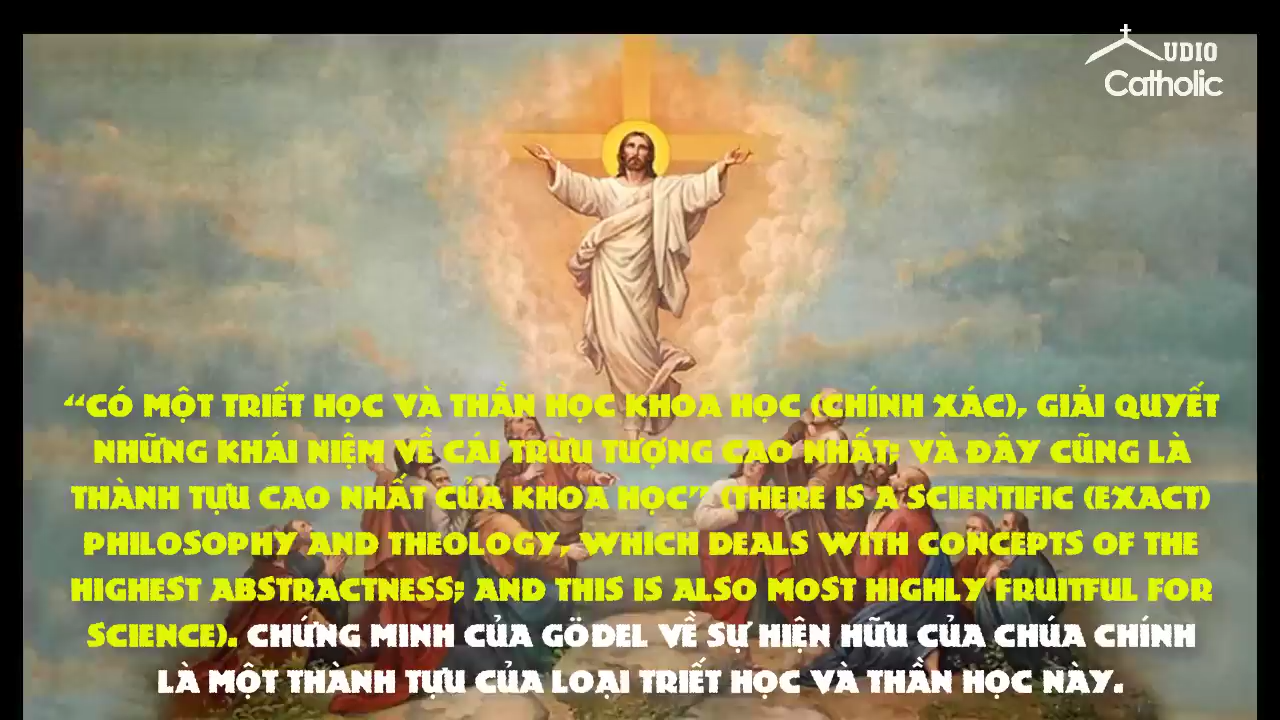 AUDIO
Catholic
“CÓ MỘT TRIẾT HỌC VÀ THẦN HỌC KHOA HỌC (CHÍNH XÁC), GIẢI QUYẾT
NHỮNG KHÁI NIỆM VỀ CÁI TRỪU TƯỢNG CAO NHẤT; VÀ ĐÂY CŨNG LÀ
THÀNH TỰU CAO NHẤT CỦA KHOA HỌC” (THERE IS A SCIENTIFIC (EXACT)
PHILOSOPHY AND THEOLOGY, WHICH DEALS WITH CONCEPTS OF THE
HIGHEST ABSTRACTNESS; AND THIS IS ALSO MOST HIGHLY FRUITFUL FOR
SCIENCE). CHỨNG MINH CỦA GÖDEL VỀ SỰ HIỆN HỮU CỦA CHÚA CHÍNH
LÀ MỘT THÀNH TỰU CỦA LOẠI TRIẾT HỌC VÀ THẦN HỌC NÀY.